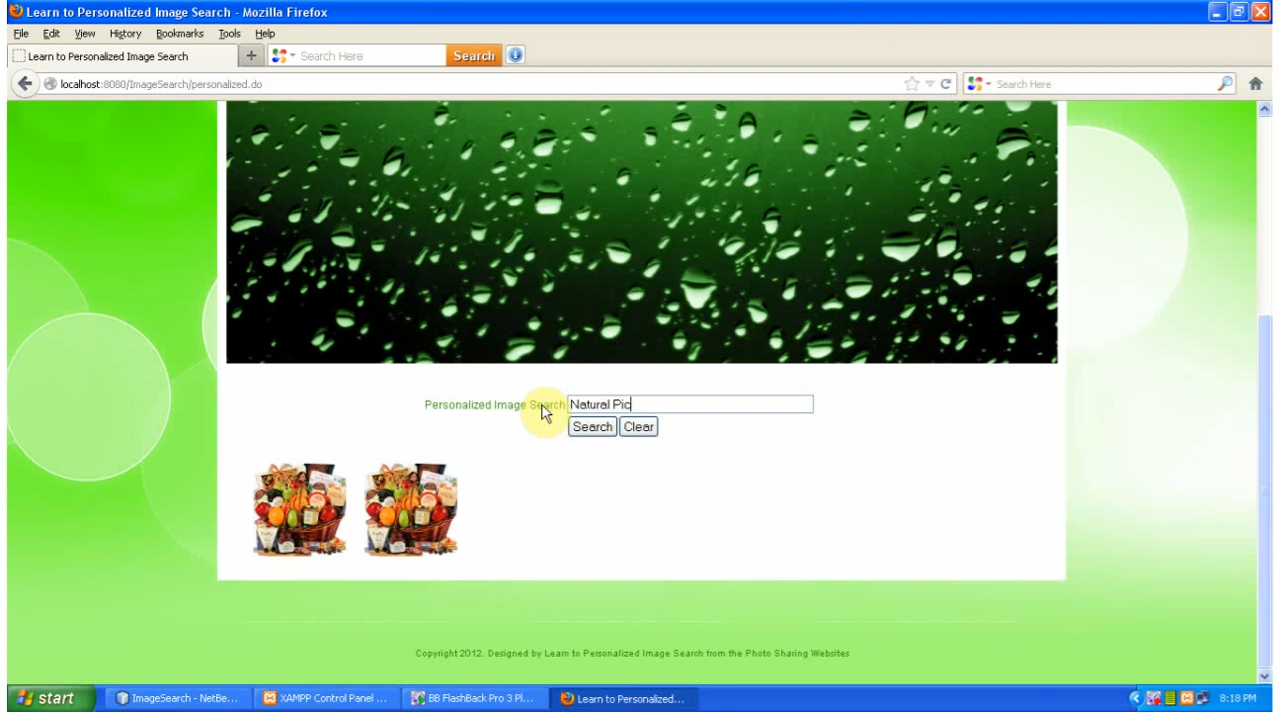 Learn to Personalized Image Search - Mozilla Firefox
File Edit View History Bookmarks Tools Help
Learn to Personalized Image Search + Search Here Search
localhost:8080/ImageSearch/personalized.do Search Here
Personalized Image Search Natural Pic
Search Clear
Copyright 2012. Designed by Learn to Personalized Image Search from the Photo Sharing Websites
start ImageSearch - NetBe... XAMPP Control Panel ... BB FlashBack Pro 3 Pl... Learn to Personalized... 8:18 PM